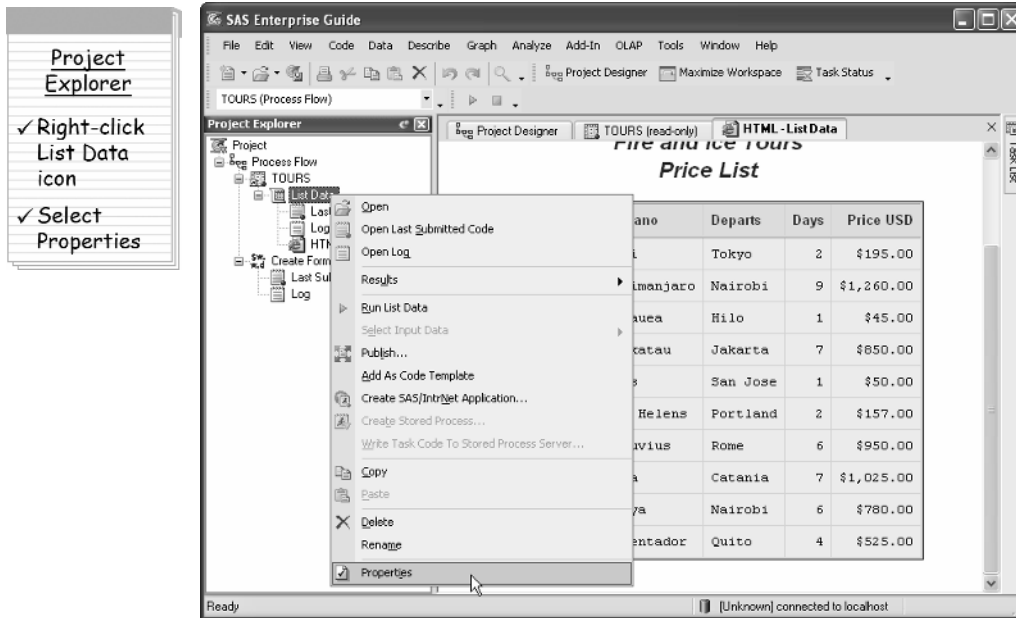 Project
Explorer
✓ Right-click
List Data
icon
✓ Select
Properties
SAS Enterprise Guide
File Edit View Code Data Describe Graph Analyze Add-In OLAP Tools Window Help
Project Designer Maximize Workspace Task Status
TOURS (Process Flow)
Project Explorer
Project
Process Flow
TOURS
List Data
Last
Log
HTM
Create Form
Last Sul
Log
Open
Open Last Submitted Code
Open Log
Results
Run List Data
Select Input Data
Publish...
Add As Code Template
Create SAS/IntrNet Application...
Create Stored Process...
Write Task Code To Stored Process Server...
Copy
Paste
Delete
Rename
Properties
Project Designer TOURS (read-only) HTML - List Data
Task List
Fire and Ice Tours
Price List
ano Departs Days Price USD
i Tokyo 2 $195.00
imanjaro Nairobi 9 $1,260.00
auea Hilo 1 $45.00
katau Jakarta 7 $850.00
s San Jose 1 $50.00
Helens Portland 2 $157.00
uvius Rome 6 $950.00
a Catania 7 $1,025.00
ya Nairobi 6 $780.00
entador Quito 4 $525.00
Ready
[Unknown] connected to localhost